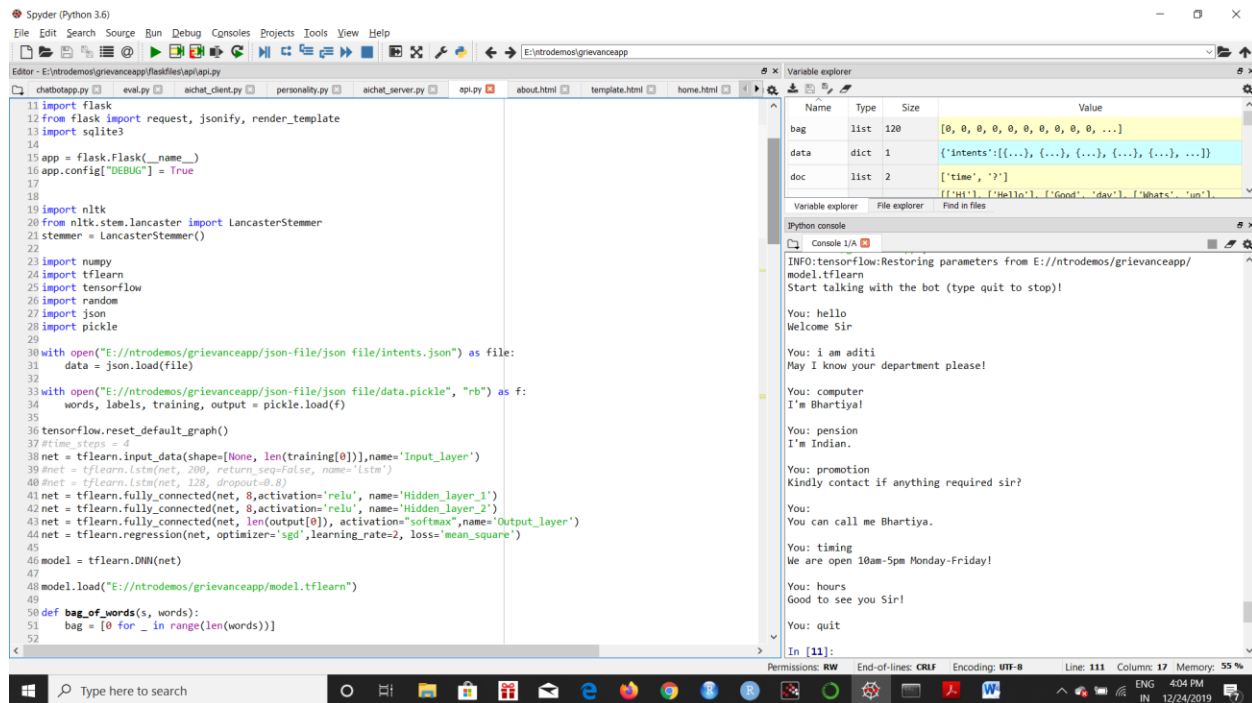 Spyder (Python 3.6)
File Edit Search Source Run Debug Consoles Projects Tools View Help
E:\ntrodemos\grievanceapp
Editor - E:\ntrodemos\grievanceapp\flaskfiles\api\api.py
chatbotapp.py eval.py aichat_client.py personality.py aichat_server.py api.py about.html template.html home.html
11 import flask
12 from flask import request, jsonify, render_template
13 import sqlite3
14
15 app = flask.Flask(__name__)
16 app.config["DEBUG"] = True
17
18
19 import nltk
20 from nltk.stem.lancaster import LancasterStemmer
21 stemmer = LancasterStemmer()
22
23 import numpy
24 import tflearn
25 import tensorflow
26 import random
27 import json
28 import pickle
29
30 with open("E://ntrodemos/grievanceapp/json-file/json file/intents.json") as file:
31     data = json.load(file)
32
33 with open("E://ntrodemos/grievanceapp/json-file/json file/data.pickle", "rb") as f:
34     words, labels, training, output = pickle.load(f)
35
36 tensorflow.reset_default_graph()
37 #time_steps = 4
38 net = tflearn.input_data(shape=[None, len(training[0])],name='Input_layer')
39 #net = tflearn.lstm(net, 200, return_seq=False, name='lstm')
40 #net = tflearn.lstm(net, 128, dropout=0.8)
41 net = tflearn.fully_connected(net, 8,activation='relu', name='Hidden_layer_1')
42 net = tflearn.fully_connected(net, 8,activation='relu', name='Hidden_layer_2')
43 net = tflearn.fully_connected(net, len(output[0]), activation="softmax",name='Output_layer')
44 net = tflearn.regression(net, optimizer='sgd',learning_rate=2, loss='mean_square')
45
46 model = tflearn.DNN(net)
47
48 model.load("E://ntrodemos/grievanceapp/model.tflearn")
49
50 def bag_of_words(s, words):
51     bag = [0 for _ in range(len(words))]
52
Variable explorer
Name Type Size Value
bag list 120 [0, 0, 0, 0, 0, 0, 0, 0, 0, 0, ...]
data dict 1 {'intents':[{...}, {...}, {...}, {...}, {...}, ...]}
doc list 2 ['time', '?']
[['Hi'], ['Hello'], ['Good', 'day'], ['Whats', 'up'],
Variable explorer File explorer Find in files
IPython console
Console 1/A
INFO:tensorflow:Restoring parameters from E://ntrodemos/grievanceapp/
model.tflearn
Start talking with the bot (type quit to stop)!
You: hello
Welcome Sir
You: i am aditi
May I know your department please!
You: computer
I'm Bhartiya!
You: pension
I'm Indian.
You: promotion
Kindly contact if anything required sir?
You:
You can call me Bhartiya.
You: timing
We are open 10am-5pm Monday-Friday!
You: hours
Good to see you Sir!
You: quit
In [11]:
Permissions: RW End-of-lines: CRLF Encoding: UTF-8 Line: 111 Column: 17 Memory: 55 %
Type here to search
R R W
ENG 4:04 PM
IN 12/24/2019
7